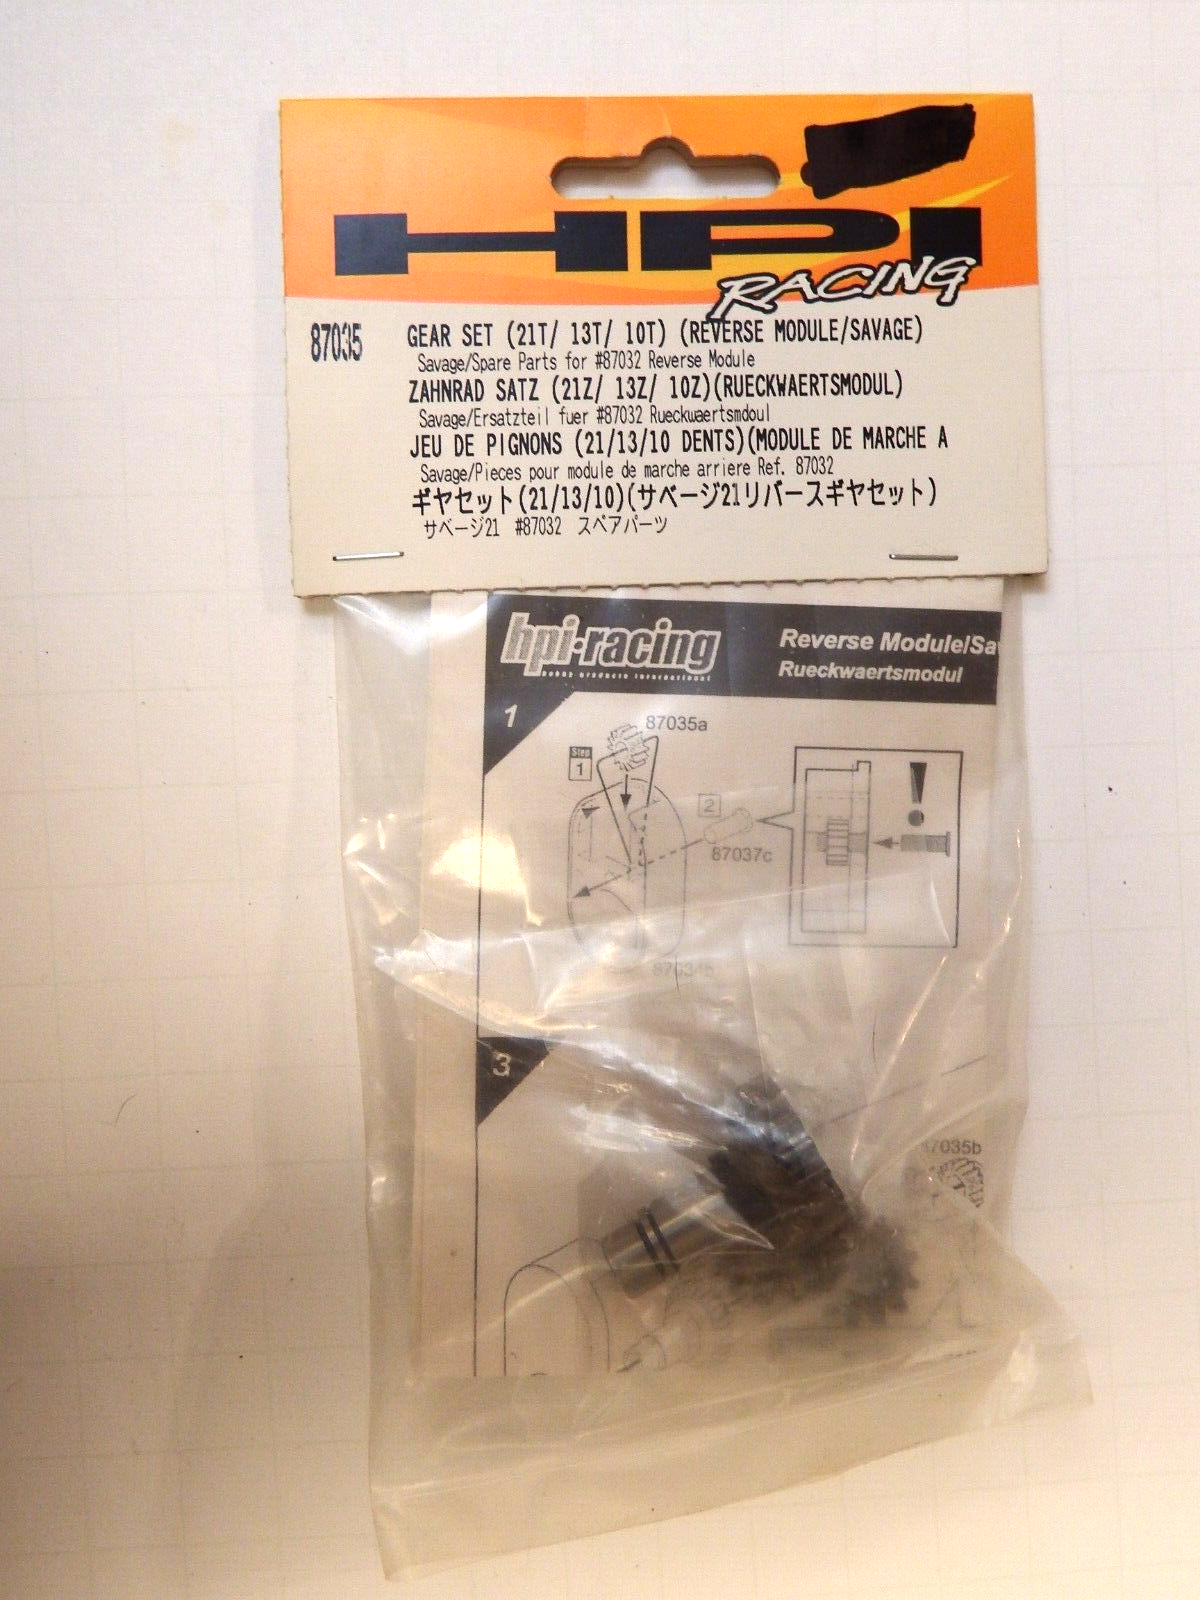 HPI
RACING
87035
GEAR SET (21T/ 13T/ 10T) (REVERSE MODULE/SAVAGE)
Savage/Spare Parts for #87032 Reverse Module
ZAHNRAD SATZ (21Z/ 13Z/ 10Z)(RUECKWAERTSMODUL)
Savage/Ersatzteil fuer #87032 Rueckwaertsmdoul
JEU DE PIGNONS (21/13/10 DENTS)(MODULE DE MARCHE A
Savage/Pieces pour module de marche arriere Ref. 87032
ギヤセット(21/13/10)(サベージ21リバースギヤセット)
サベージ21 #87032 スペアパーツ
hpi·racing
hobby products international
Reverse Module/Sa
Rueckwaertsmodul
1
87035a
Step
1
2
!
87037c
3
87035b